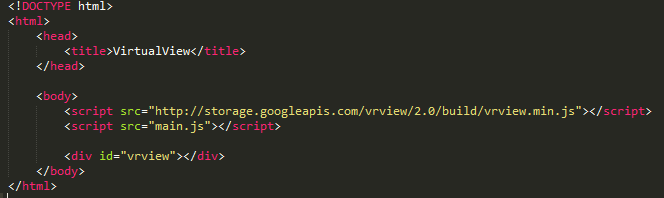 <!DOCTYPE html>
<html>
<head>
<title>VirtualView</title>
</head>
<body>
<script src="http://storage.googleapis.com/vrview/2.0/build/vrview.min.js"></script>
<script src="main.js"></script>
<div id="vrview"></div>
</body>
</html>